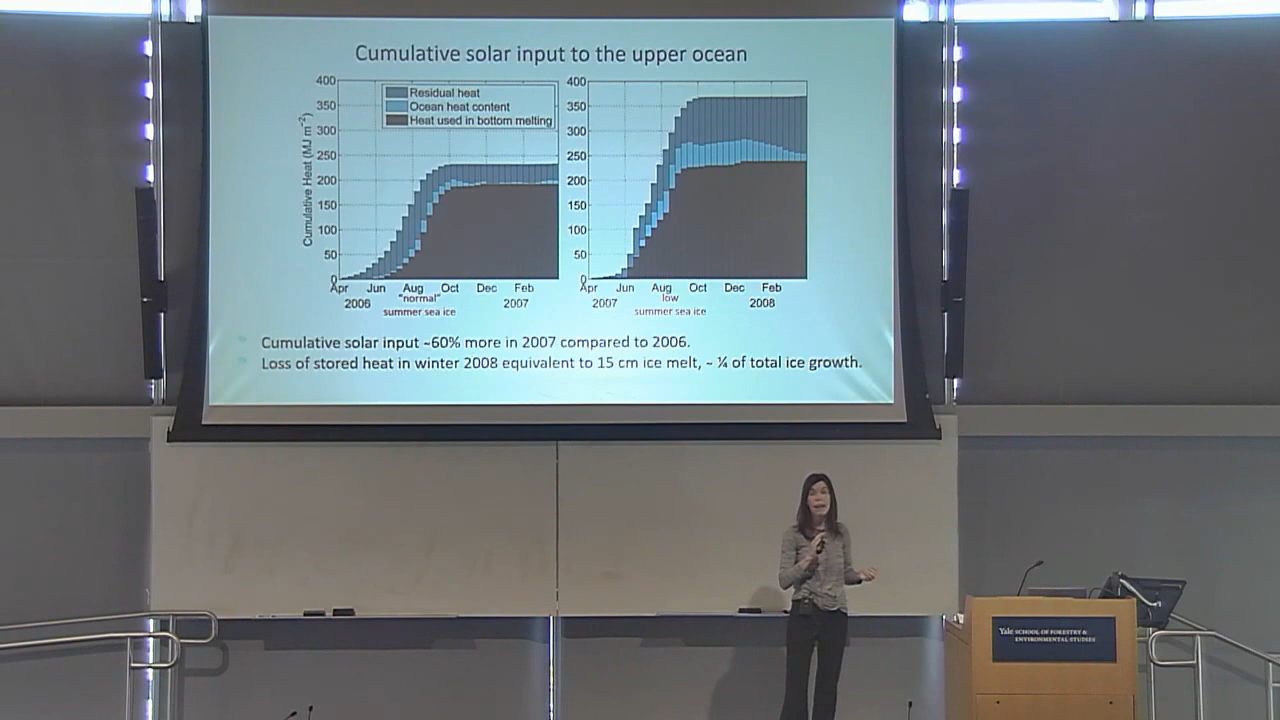 Cumulative solar input to the upper ocean
Cumulative Heat (MJ m⁻²)
400
350
300
250
200
150
100
50
0
Residual heat
Ocean heat content
Heat used in bottom melting
Apr Jun Aug Oct Dec Feb
2006 "normal" 2007
summer sea ice
400
350
300
250
200
150
100
50
0
Apr Jun Aug Oct Dec Feb
2007 low 2008
summer sea ice
Cumulative solar input ~60% more in 2007 compared to 2006.
Loss of stored heat in winter 2008 equivalent to 15 cm ice melt, ~ ¼ of total ice growth.
Yale SCHOOL OF FORESTRY &
ENVIRONMENTAL STUDIES